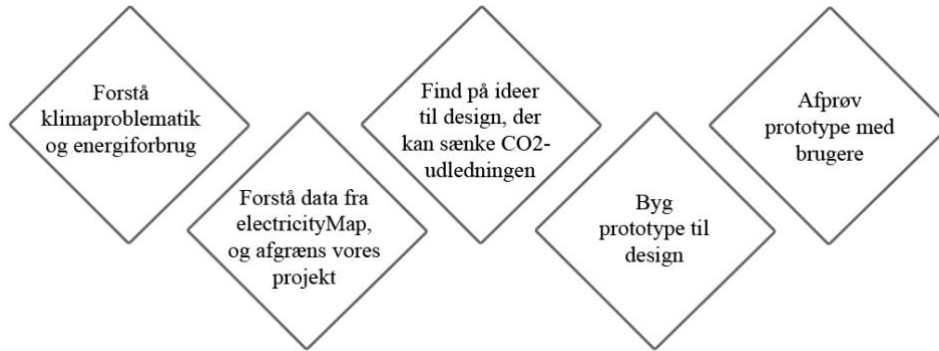 Forstå
klimaproblematik
og energiforbrug
Forstå data fra
electricityMap,
og afgræns vores
projekt
Find på ideer
til design, der
kan sænke CO2-
udledningen
Byg
prototype til
design
Afprøv
prototype med
brugere